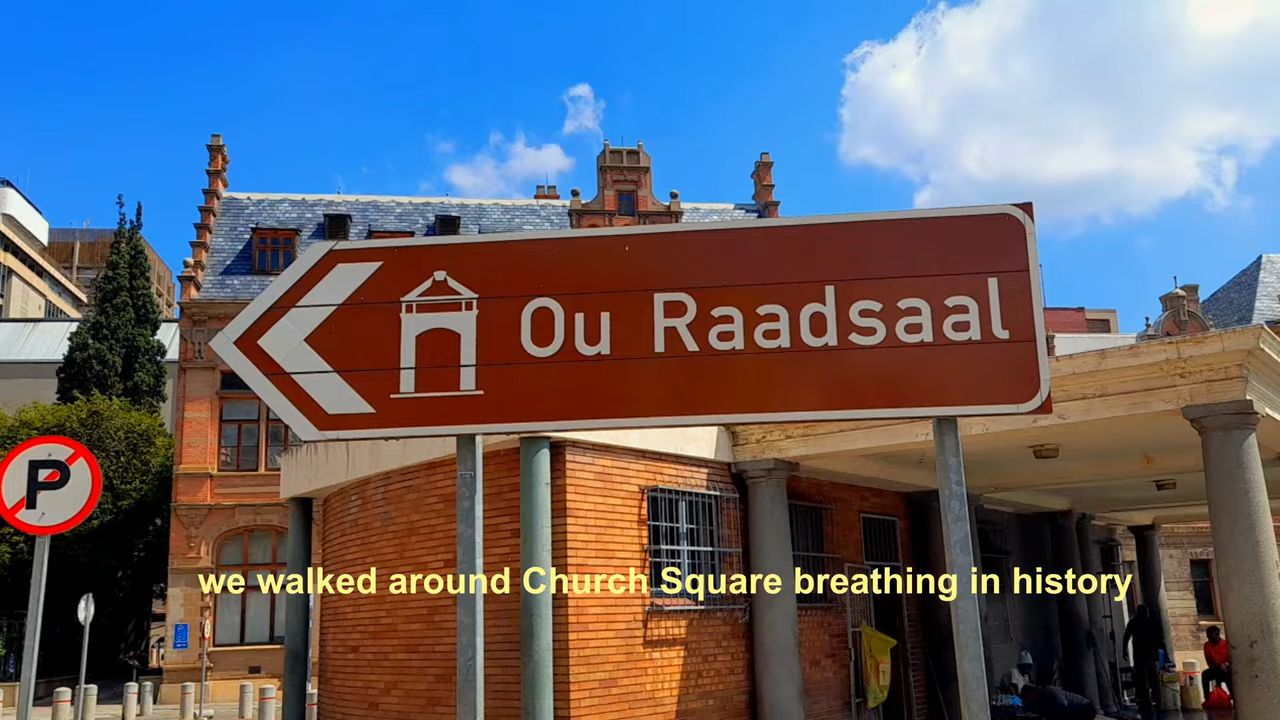 Ou Raadsaal
P
we walked around Church Square breathing in history
P